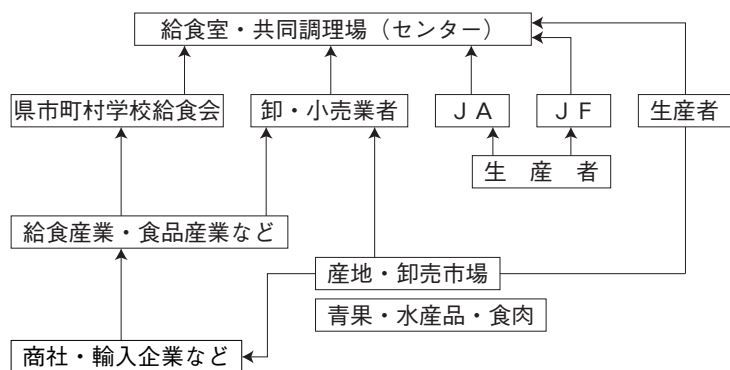 給食室・共同調理場（センター）
県市町村学校給食会
卸・小売業者
ＪＡ
ＪＦ
生産者
生産者
給食産業・食品産業など
産地・卸売市場
青果・水産品・食肉
商社・輸入企業など